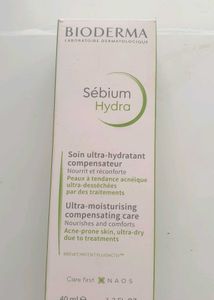 BIODERMA
LABORATOIRE DERMATOLOGIQUE
Sébium
Hydra
Soin ultra-hydratant
compensateur
Nourrit et réconforte
Peaux à tendance acnéique
ultra-desséchées
par des traitements
Ultra-moisturising
compensating care
Nourishes and comforts
Acne-prone skin, ultra-dry
due to treatments
Care first
NAOS
40 ml